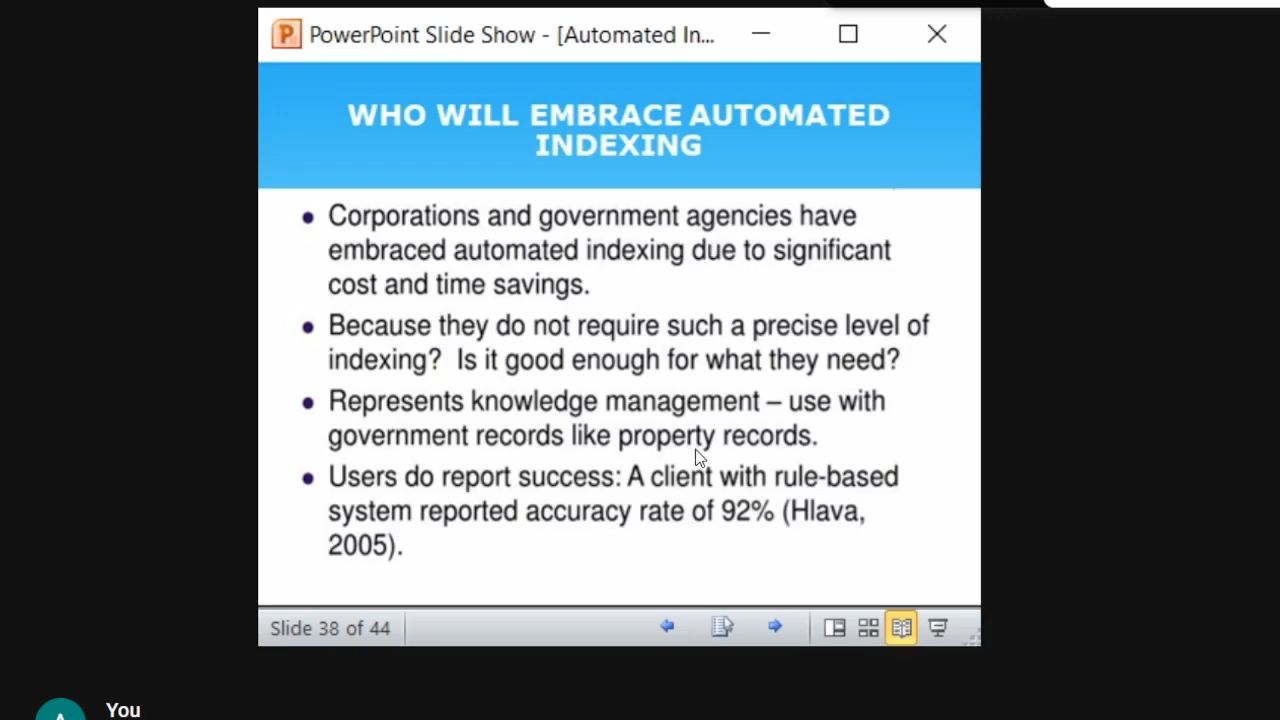 PowerPoint Slide Show - [Automated In...
WHO WILL EMBRACE AUTOMATED
INDEXING
• Corporations and government agencies have
embraced automated indexing due to significant
cost and time savings.
• Because they do not require such a precise level of
indexing? Is it good enough for what they need?
• Represents knowledge management – use with
government records like property records.
• Users do report success: A client with rule-based
system reported accuracy rate of 92% (Hlava,
2005).
Slide 38 of 44
You
A